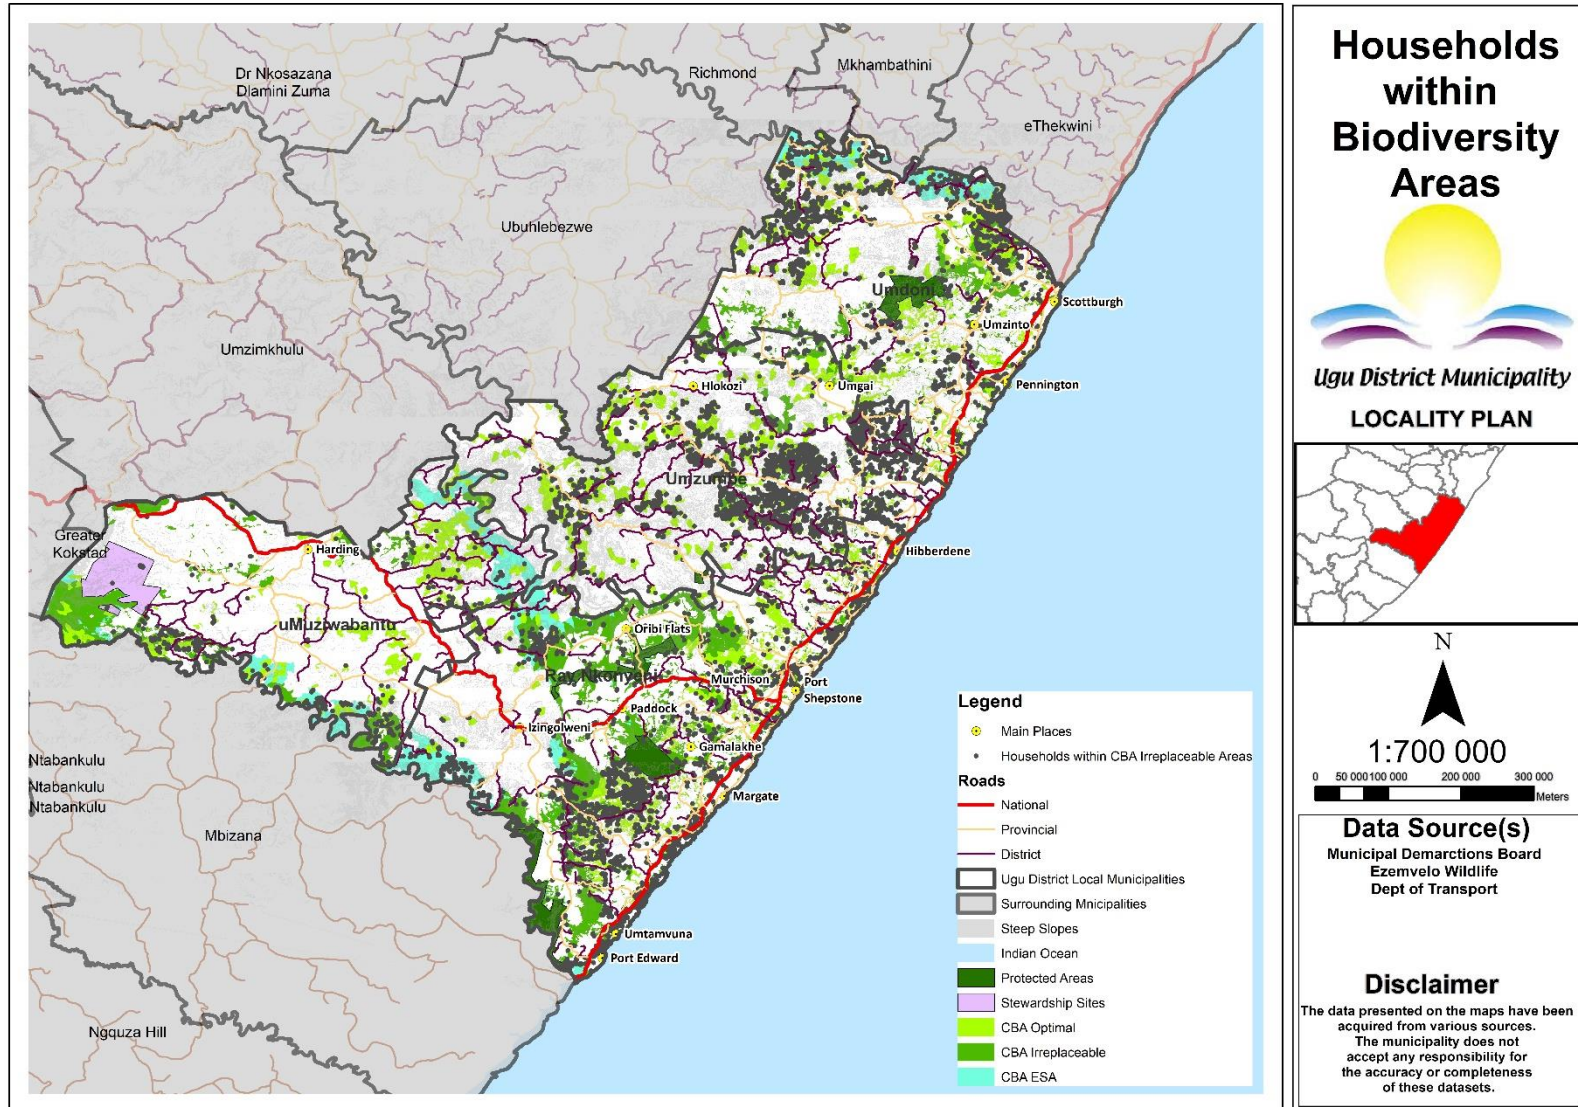 Dr Nkosazana
Dlamini Zuma
Richmond
Mkhambathini
eThekwini
Ubuhlebezwe
Umzimkhulu
Umdoni
Scottburgh
Umzinto
Hlokozi
Umgai
Pennington
Umzumbe
Greater
Kokstad
Harding
Hibberdene
uMuziwabantu
Oribi Flats
Ray Nkonyeni
Murchison
Port
Shepstone
Paddock
Izingolweni
Gamalakhe
Margate
Ntabankulu
Ntabankulu
Ntabankulu
Mbizana
Umtamvuna
Port Edward
Ngquza Hill
Legend
Main Places
Households within CBA Irreplaceable Areas
Roads
National
Provincial
District
Ugu District Local Municipalities
Surrounding Mnicipalities
Steep Slopes
Indian Ocean
Protected Areas
Stewardship Sites
CBA Optimal
CBA Irreplaceable
CBA ESA
Households
within
Biodiversity
Areas
Ugu District Municipality
LOCALITY PLAN
N
1:700 000
0 50 000 100 000 200 000 300 000
Meters
Data Source(s)
Municipal Demarctions Board
Ezemvelo Wildlife
Dept of Transport
Disclaimer
The data presented on the maps have been
acquired from various sources.
The municipality does not
accept any responsibility for
the accuracy or completeness
of these datasets.